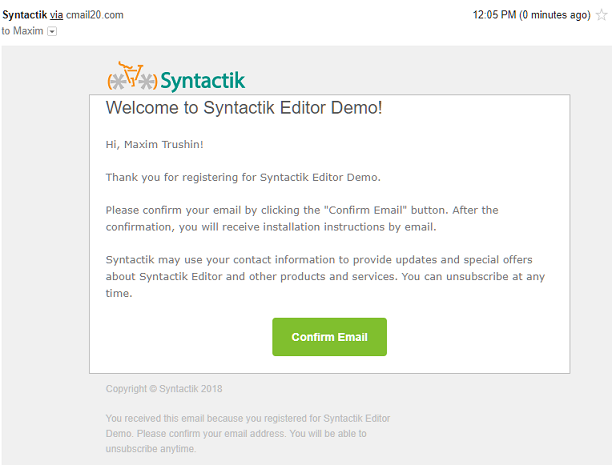 Syntactik via cmail20.com 12:05 PM (0 minutes ago)
to Maxim
Syntactik
Welcome to Syntactik Editor Demo!
Hi, Maxim Trushin!
Thank you for registering for Syntactik Editor Demo.
Please confirm your email by clicking the "Confirm Email" button. After the
confirmation, you will receive installation instructions by email.
Syntactik may use your contact information to provide updates and special offers
about Syntactik Editor and other products and services. You can unsubscribe at any
time.
Confirm Email
Copyright © Syntactik 2018
You received this email because you registered for Syntactik Editor
Demo. Please confirm your email address. You will be able to
unsubscribe anytime.